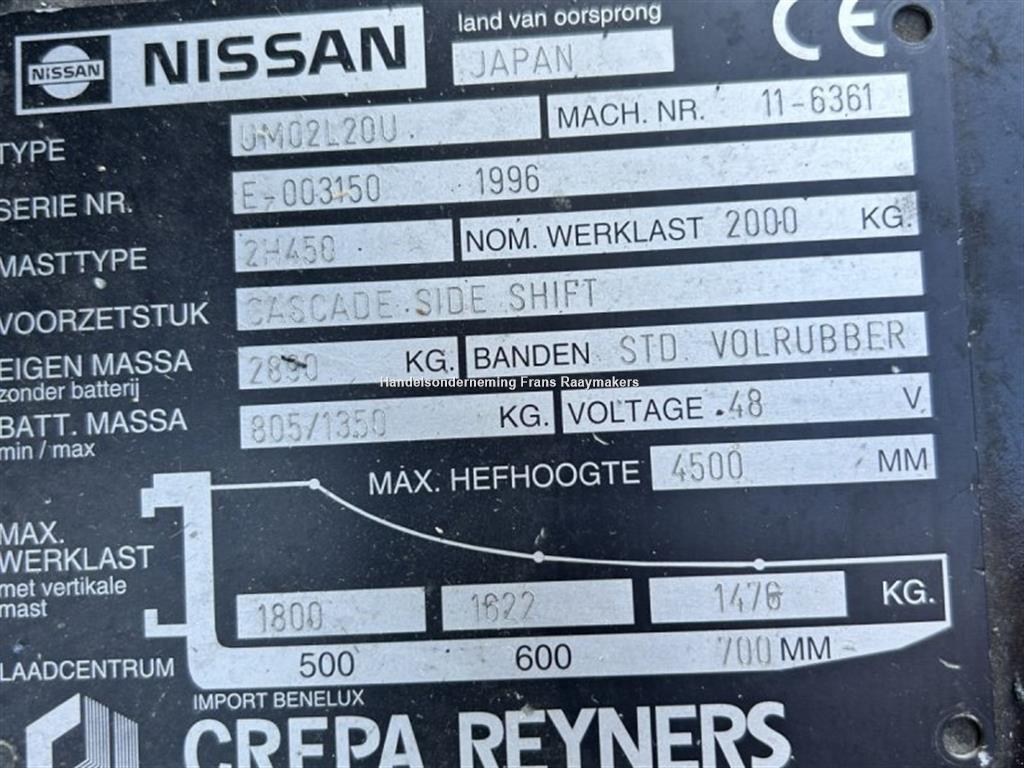 land van oorsprong
NISSAN NISSAN JAPAN CE
TYPE UM02L20U MACH. NR. 11-6361
SERIE NR. E-003150 1996
MASTTYPE 2H450 NOM. WERKLAST 2000 KG.
VOORZETSTUK CASCADE SIDE SHIFT
EIGEN MASSA 2890 KG. BANDEN STD. VOLRUBBER
zonder batterij
Handelsonderneming Frans Raaymakers
BATT. MASSA 805/1350 KG. VOLTAGE 48 V
min / max
MAX. HEFHOOGTE 4500 MM
MAX.
WERKLAST
met vertikale
mast
1800 1622 1476 KG.
LAADCENTRUM 500 600 700 MM
IMPORT BENELUX
CREPA REYNERS